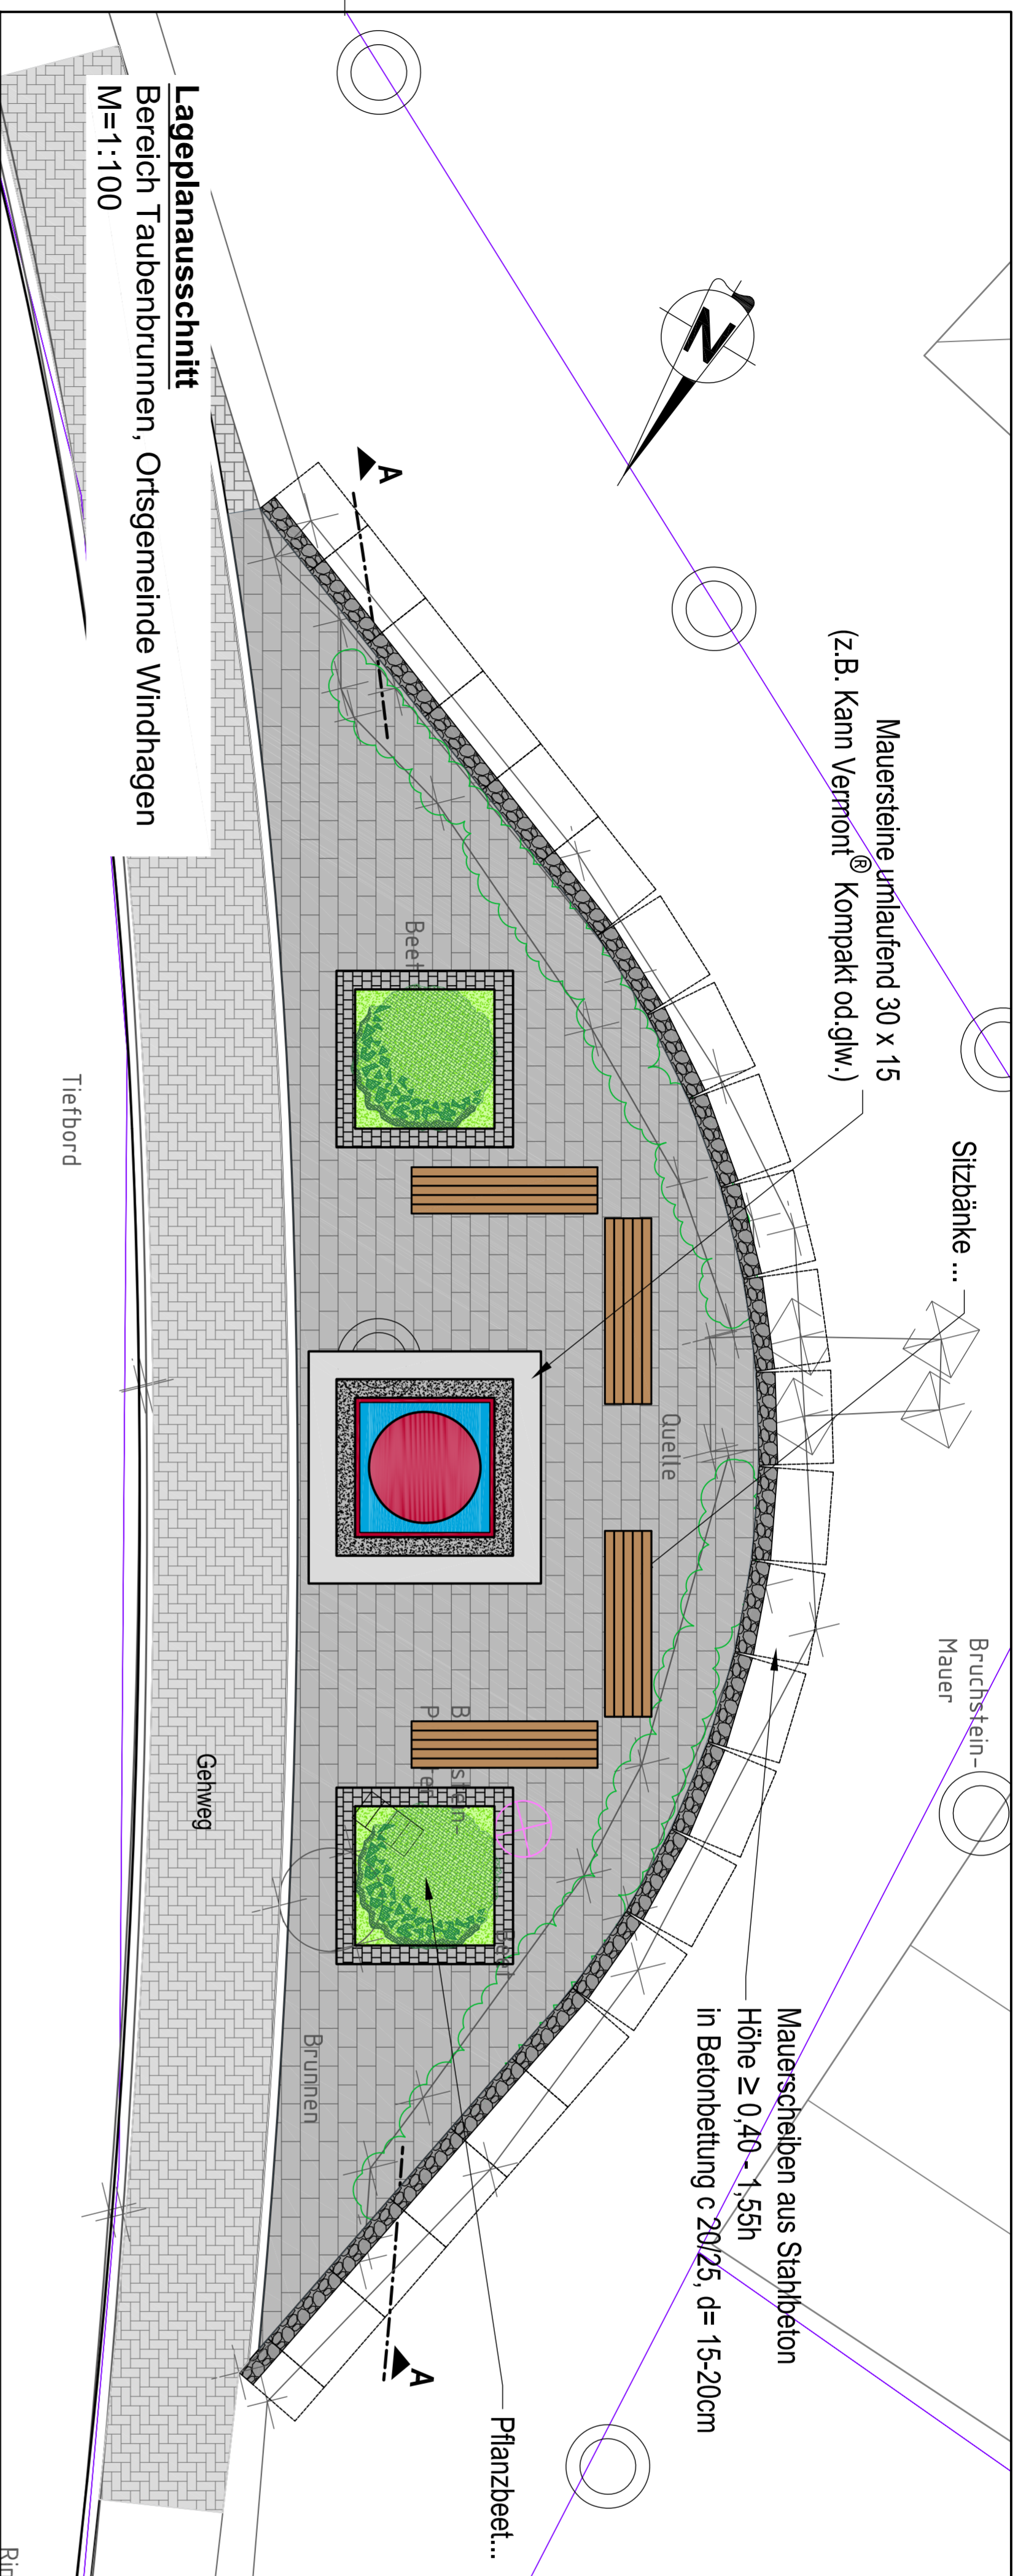 Lageplanausschnitt
Bereich Taubenbrunnen, Ortsgemeinde Windhagen
M=1:100
N
A
Mauersteine umlaufend 30 x 15
(z.B. Kann Vermont® Kompakt od.glw.)
Sitzbänke ...
Beet
Tiefbord
Quelle
Bruchstein-
Mauer
Gehweg
Brunnen
Beet
Mauerscheiben aus Stahlbeton
Höhe ≥ 0,40 - 1,55h
in Betonbettung c 20/25, d= 15-20cm
A
Pflanzbeet...